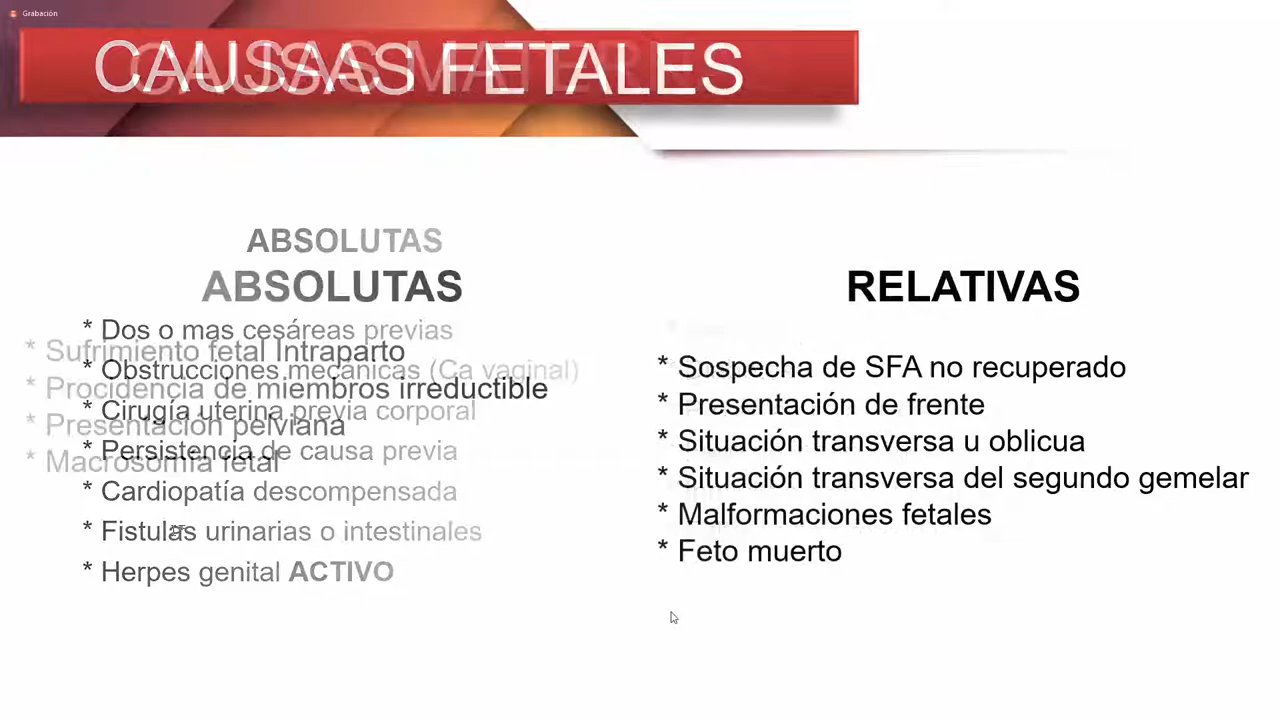 Grabación
CAUSAS FETALES
CAUSAS MATER
ABSOLUTAS
ABSOLUTAS
* Dos o mas cesáreas previas
* Obstrucciones mecánicas (Ca vaginal)
* Cirugía uterina previa corporal
* Persistencia de causa previa
* Cardiopatía descompensada
* Fistulas urinarias o intestinales
* Herpes genital ACTIVO
* Sufrimiento fetal Intraparto
* Procidencia de miembros irreductible
* Presentación pelviana
* Macrosomía fetal
RELATIVAS
* Sospecha de SFA no recuperado
* Presentación de frente
* Situación transversa u oblicua
* Situación transversa del segundo gemelar
* Malformaciones fetales
* Feto muerto